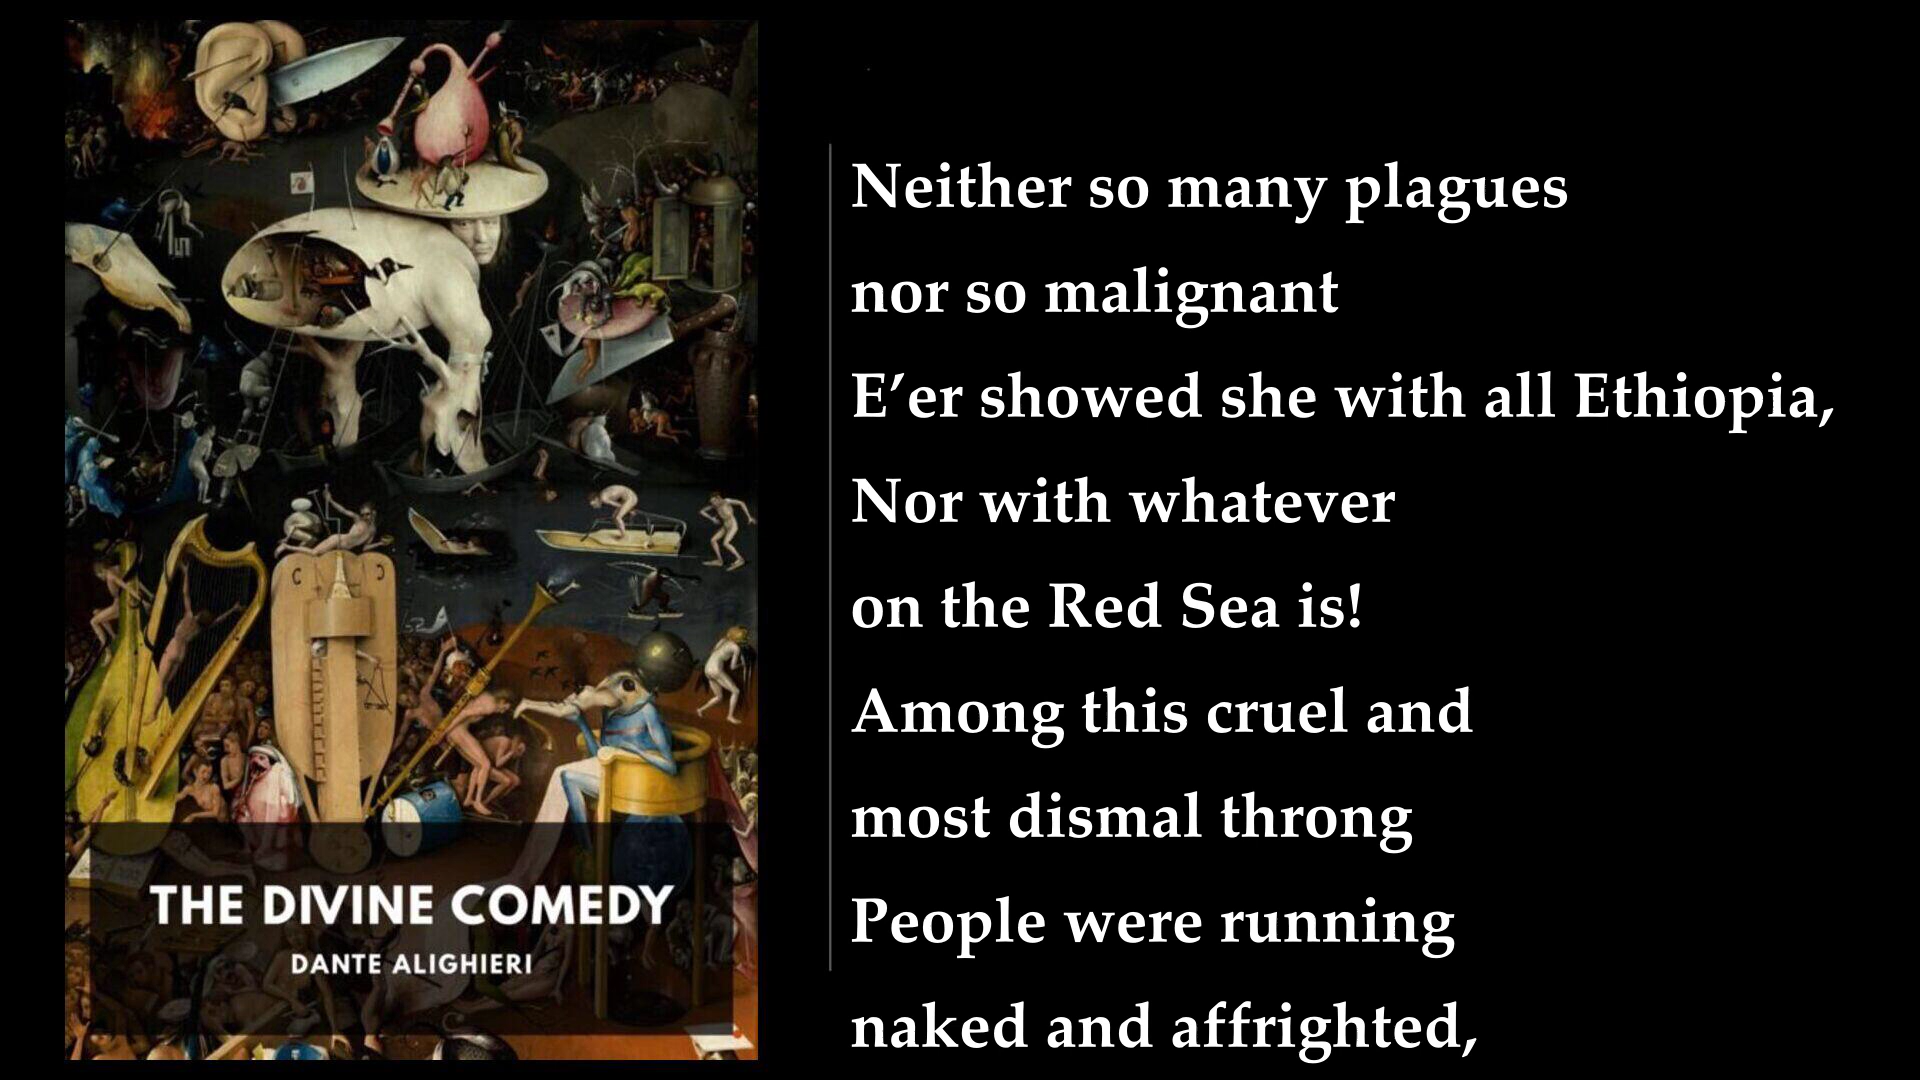 Neither so many plagues
nor so malignant
E’er showed she with all Ethiopia,
Nor with whatever
on the Red Sea is!
Among this cruel and
most dismal throng
People were running
naked and affrighted,
THE DIVINE COMEDY
DANTE ALIGHIERI